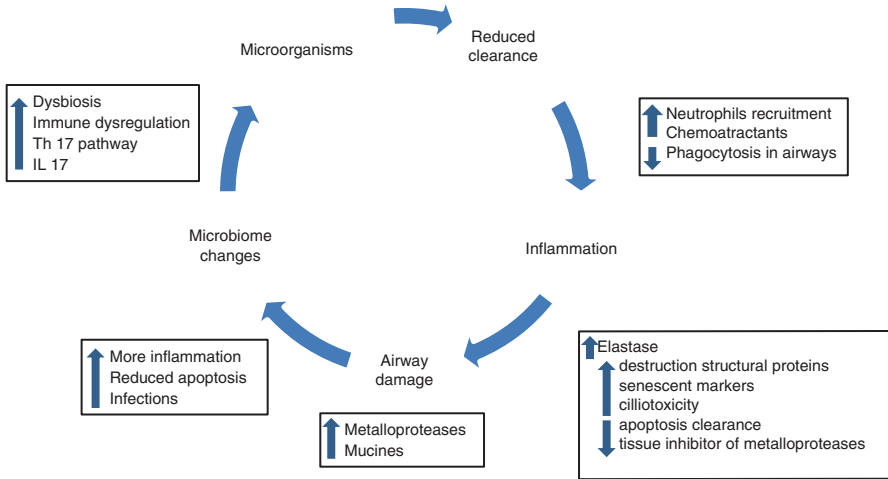 Microorganisms
Reduced
clearance
Neutrophils recruitment
Chemoatractants
Phagocytosis in airways
Inflammation
Elastase
destruction structural proteins
senescent markers
cilliotoxicity
apoptosis clearance
tissue inhibitor of metalloproteases
Airway
damage
Metalloproteases
Mucines
More inflammation
Reduced apoptosis
Infections
Microbiome
changes
Dysbiosis
Immune dysregulation
Th 17 pathway
IL 17